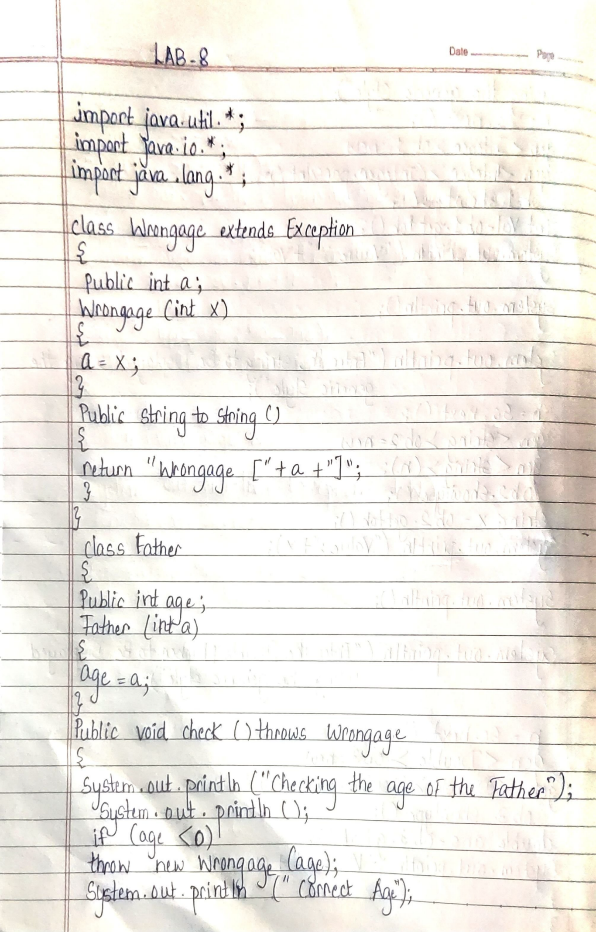 LAB-8
Date Page
import java.util.*;
import java.io.*;
import java.lang.*;
class Wrongage extends Exception
{
Public int a;
Wrongage (int x)
{
a = x;
}
Public string to string ()
{
return "Wrongage ["+a +"]";
}
}
class Father
{
Public int age;
Father (int a)
{
age = a;
}
Public void check () throws Wrongage
{
System.out.println ("Checking the age of the Father");
System.out.println ();
if (age <0)
throw new Wrongage (age);
System.out.println (" Correct Age");